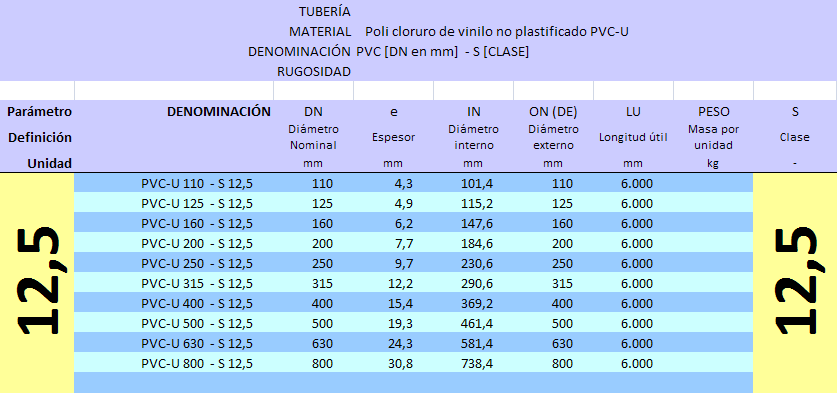 TUBERÍA
MATERIAL Poli cloruro de vinilo no plastificado PVC-U
DENOMINACIÓN PVC [DN en mm] - S [CLASE]
RUGOSIDAD
Parámetro DENOMINACIÓN DN e IN ON (DE) LU PESO S
Definición Diámetro Nominal Espesor Diámetro interno Diámetro externo Longitud útil Masa por unidad Clase
Unidad mm mm mm mm mm kg -
12,5
PVC-U 110 - S 12,5 110 4,3 101,4 110 6.000
PVC-U 125 - S 12,5 125 4,9 115,2 125 6.000
PVC-U 160 - S 12,5 160 6,2 147,6 160 6.000
PVC-U 200 - S 12,5 200 7,7 184,6 200 6.000
PVC-U 250 - S 12,5 250 9,7 230,6 250 6.000
PVC-U 315 - S 12,5 315 12,2 290,6 315 6.000
PVC-U 400 - S 12,5 400 15,4 369,2 400 6.000
PVC-U 500 - S 12,5 500 19,3 461,4 500 6.000
PVC-U 630 - S 12,5 630 24,3 581,4 630 6.000
PVC-U 800 - S 12,5 800 30,8 738,4 800 6.000
12,5